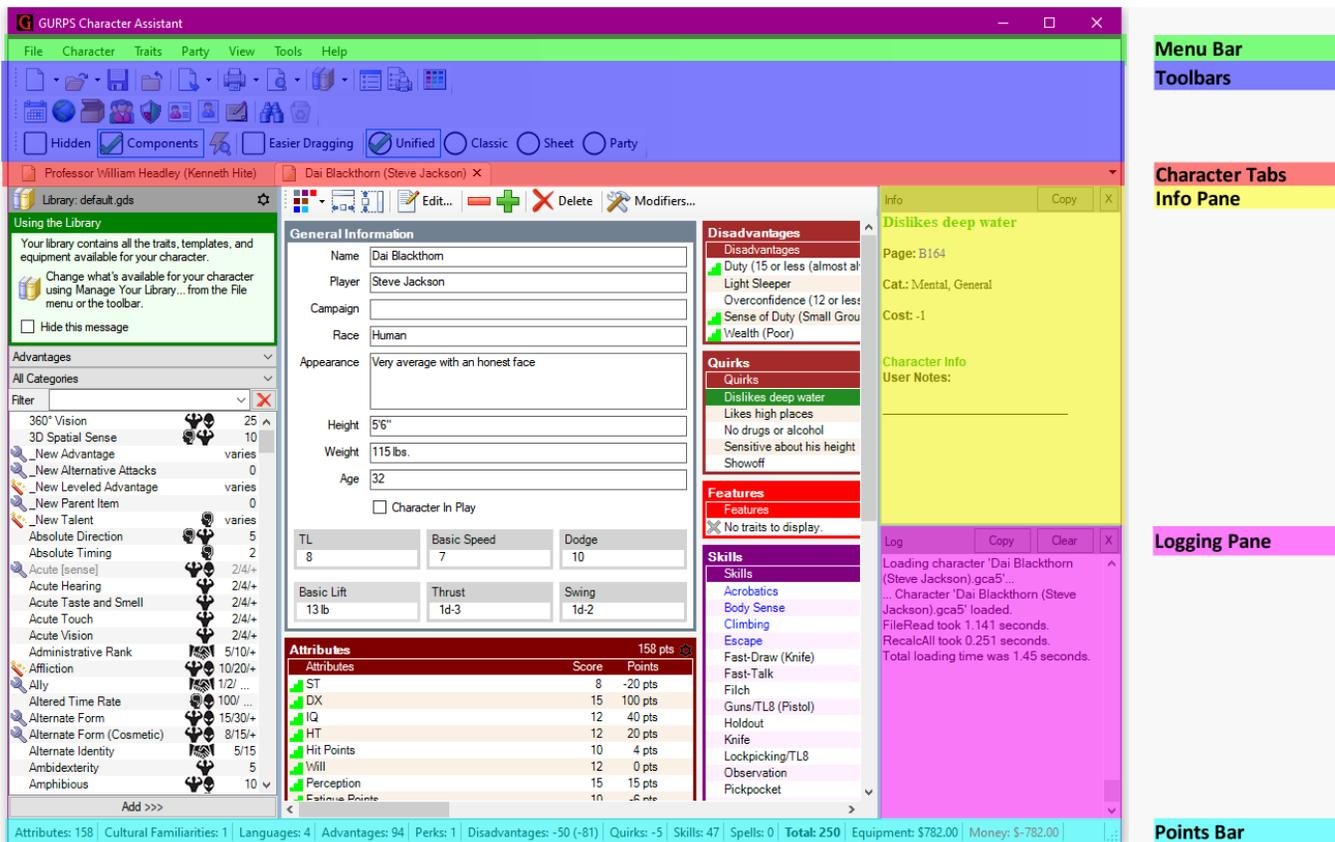 GURPS Character Assistant
File Character Traits Party View Tools Help
Menu Bar
Toolbars
Hidden Components Easier Dragging Unified Classic Sheet Party
Professor William Headley (Kenneth Hite) Dai Blackthorn (Steve Jackson)
Character Tabs
Info Pane
Library: default.gds
Using the Library
Your library contains all the traits, templates, and
equipment available for your character.
Change what's available for your character
using Manage Your Library... from the File
menu or the toolbar.
Hide this message
Advantages
All Categories
Filter
360° Vision 25
3D Spatial Sense 10
_New Advantage varies
_New Alternative Attacks 0
_New Leveled Advantage varies
_New Parent Item 0
_New Talent varies
Absolute Direction 5
Absolute Timing 2
Acute [sense] 2/4/+
Acute Hearing 2/4/+
Acute Taste and Smell 2/4/+
Acute Touch 2/4/+
Acute Vision 2/4/+
Administrative Rank 5/10/+
Affliction 10/20/+
Ally 1/2/ ...
Altered Time Rate 100/ ...
Alternate Form 15/30/+
Alternate Form (Cosmetic) 8/15/+
Alternate Identity 5/15
Ambidexterity 5
Amphibious 10
Add >>>
Edit... Delete Modifiers...
General Information
Name Dai Blackthorn
Player Steve Jackson
Campaign
Race Human
Appearance Very average with an honest face
Height 5'6"
Weight 115 lbs.
Age 32
Character In Play
TL Basic Speed Dodge
8 7 10
Basic Lift Thrust Swing
13 lb 1d-3 1d-2
Attributes 158 pts
Attributes Score Points
ST 8 -20 pts
DX 15 100 pts
IQ 12 40 pts
HT 12 20 pts
Hit Points 10 4 pts
Will 12 0 pts
Perception 15 15 pts
Fatigue Points 10 -6 pts
Disadvantages
Disadvantages
Duty (15 or less (almost al
Light Sleeper
Overconfidence (12 or less
Sense of Duty (Small Grou
Wealth (Poor)
Quirks
Quirks
Dislikes deep water
Likes high places
No drugs or alcohol
Sensitive about his height
Showoff
Features
Features
No traits to display.
Skills
Skills
Acrobatics
Body Sense
Climbing
Escape
Fast-Draw (Knife)
Fast-Talk
Filch
Guns/TL8 (Pistol)
Holdout
Knife
Lockpicking/TL8
Observation
Pickpocket
Info Copy X
Dislikes deep water
Page: B164
Cat.: Mental, General
Cost: -1
Character Info
User Notes:
Log Copy Clear X
Logging Pane
Loading character 'Dai Blackthorn
(Steve Jackson).gca5'...
... Character 'Dai Blackthorn (Steve
Jackson).gca5' loaded.
FileRead took 1.141 seconds.
RecalcAll took 0.251 seconds.
Total loading time was 1.45 seconds.
Attributes: 158 Cultural Familiarities: 1 Languages: 4 Advantages: 94 Perks: 1 Disadvantages: -50 (-81) Quirks: -5 Skills: 47 Spells: 0 Total: 250 Equipment: $782.00 Money: $-782.00
Points Bar